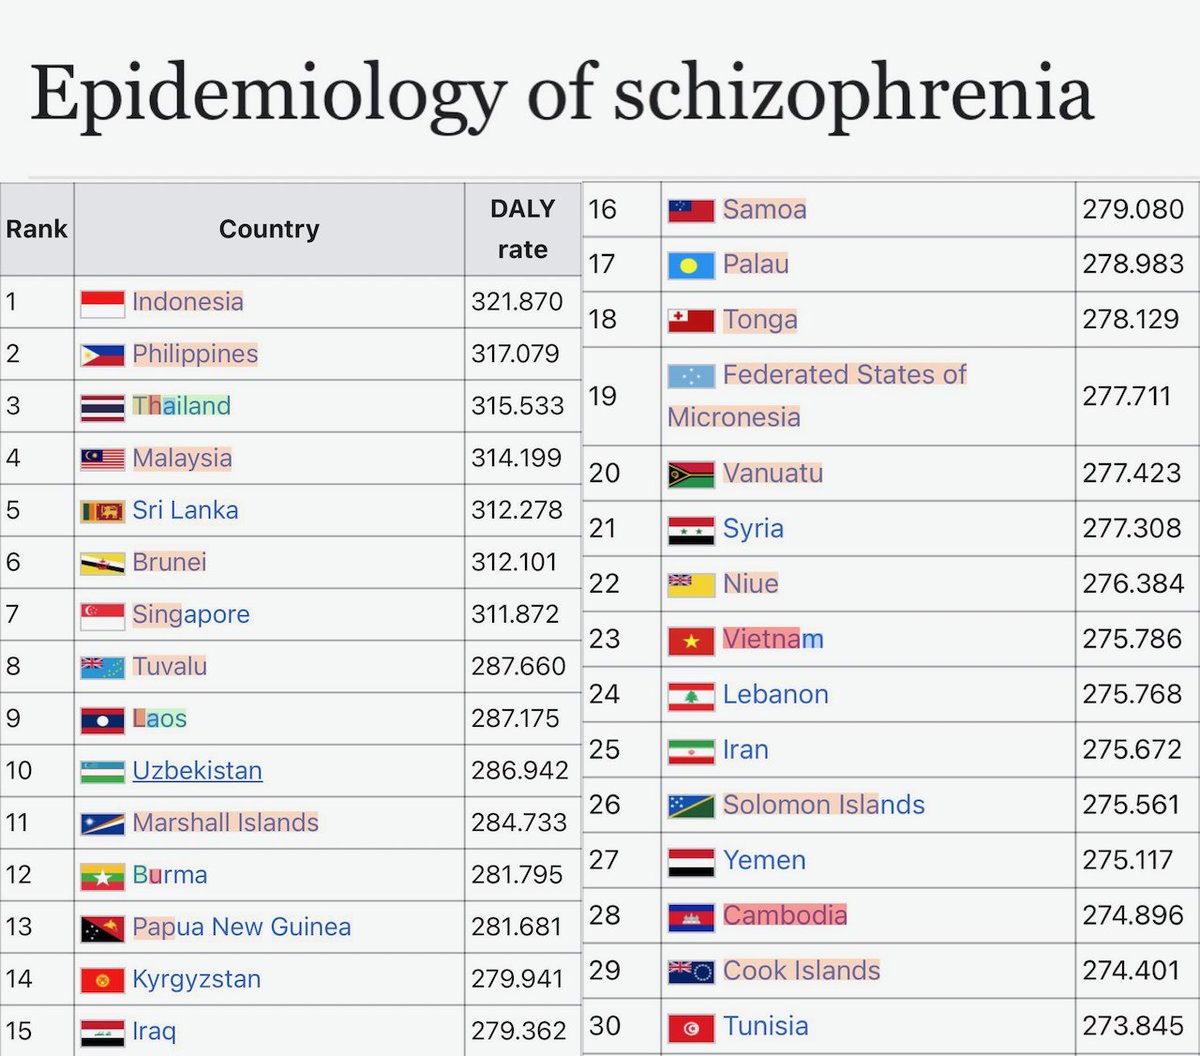 Epidemiology of schizophrenia
Rank Country DALY rate
1 Indonesia 321.870
2 Philippines 317.079
3 Thailand 315.533
4 Malaysia 314.199
5 Sri Lanka 312.278
6 Brunei 312.101
7 Singapore 311.872
8 Tuvalu 287.660
9 Laos 287.175
10 Uzbekistan 286.942
11 Marshall Islands 284.733
12 Burma 281.795
13 Papua New Guinea 281.681
14 Kyrgyzstan 279.941
15 Iraq 279.362
16 Samoa 279.080
17 Palau 278.983
18 Tonga 278.129
19 Federated States of Micronesia 277.711
20 Vanuatu 277.423
21 Syria 277.308
22 Niue 276.384
23 Vietnam 275.786
24 Lebanon 275.768
25 Iran 275.672
26 Solomon Islands 275.561
27 Yemen 275.117
28 Cambodia 274.896
29 Cook Islands 274.401
30 Tunisia 273.845